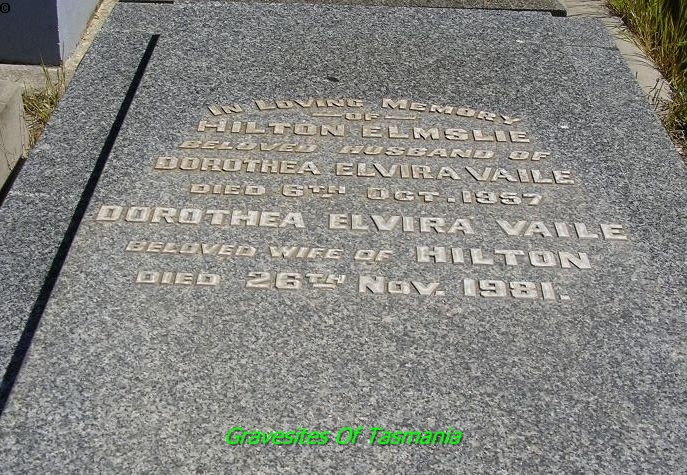 ©
IN LOVING MEMORY
OF
HILTON ELMSLIE
BELOVED HUSBAND OF
DOROTHEA ELVIRA VAILE
DIED 6TH OCT. 1957
DOROTHEA ELVIRA VAILE
BELOVED WIFE OF HILTON
DIED 26TH NOV. 1981.
Gravesites Of Tasmania